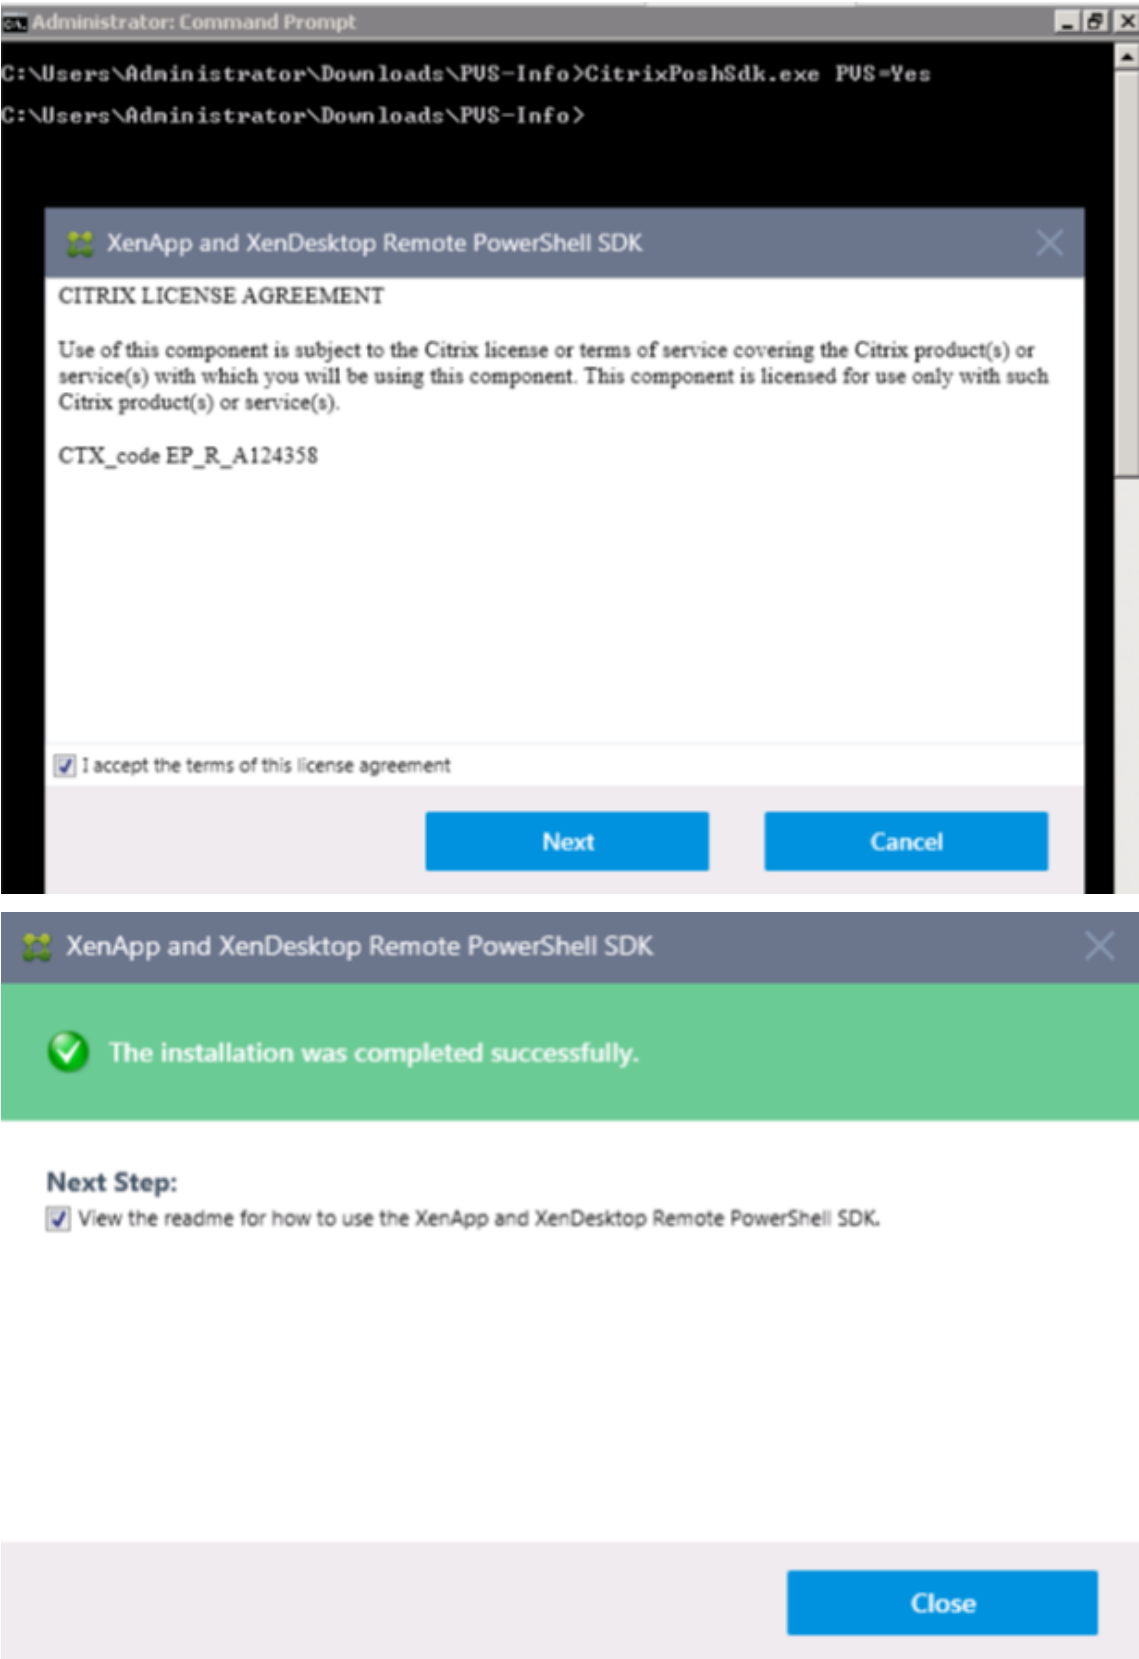 Administrator: Command Prompt
C:\Users\Administrator\Downloads\PVS-Info>CitrixPoshSdk.exe PVS=Yes
C:\Users\Administrator\Downloads\PVS-Info>
XenApp and XenDesktop Remote PowerShell SDK
CITRIX LICENSE AGREEMENT
Use of this component is subject to the Citrix license or terms of service covering the Citrix product(s) or
service(s) with which you will be using this component. This component is licensed for use only with such
Citrix product(s) or service(s).
CTX_code EP_R_A124358
I accept the terms of this license agreement
Next
Cancel
XenApp and XenDesktop Remote PowerShell SDK
The installation was completed successfully.
Next Step:
View the readme for how to use the XenApp and XenDesktop Remote PowerShell SDK.
Close